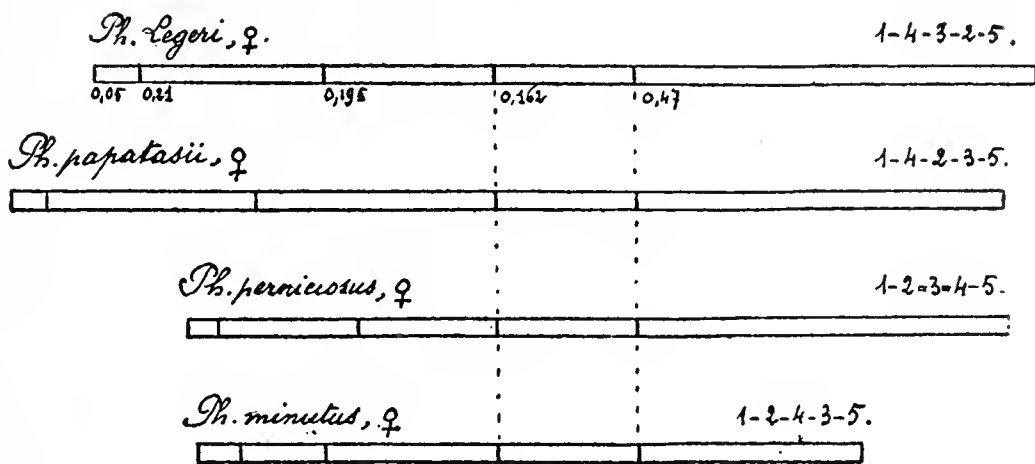 Ph. Legeri, ♀. 1-4-3-2-5.
0,05 0,21 0,195 0,162 0,47
Ph. papatasii, ♀ 1-4-2-3-5.
Ph. perniciosus, ♀ 1-2=3=4-5.
Ph. minutus, ♀ 1-2-4-3-5.